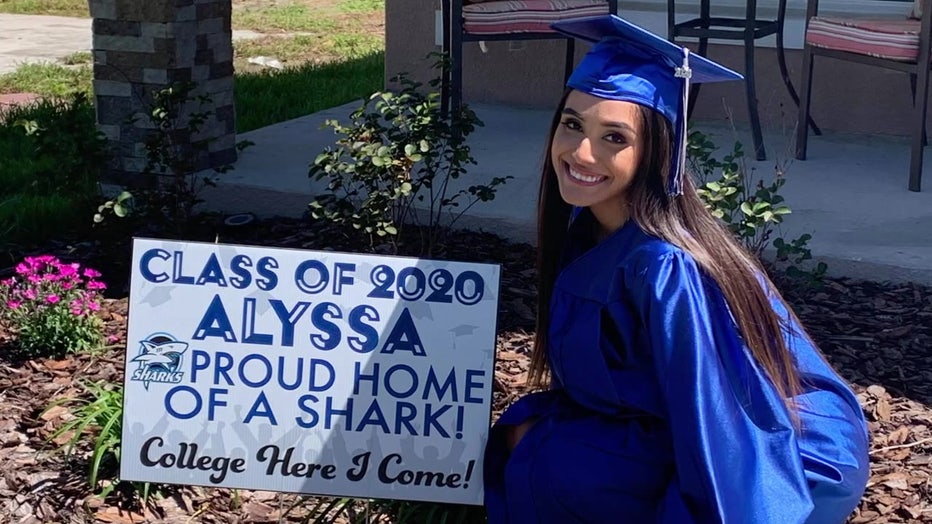 CLASS OF 2020
ALYSSA
SHARKS
PROUD HOME
OF A SHARK!
College Here I Come!